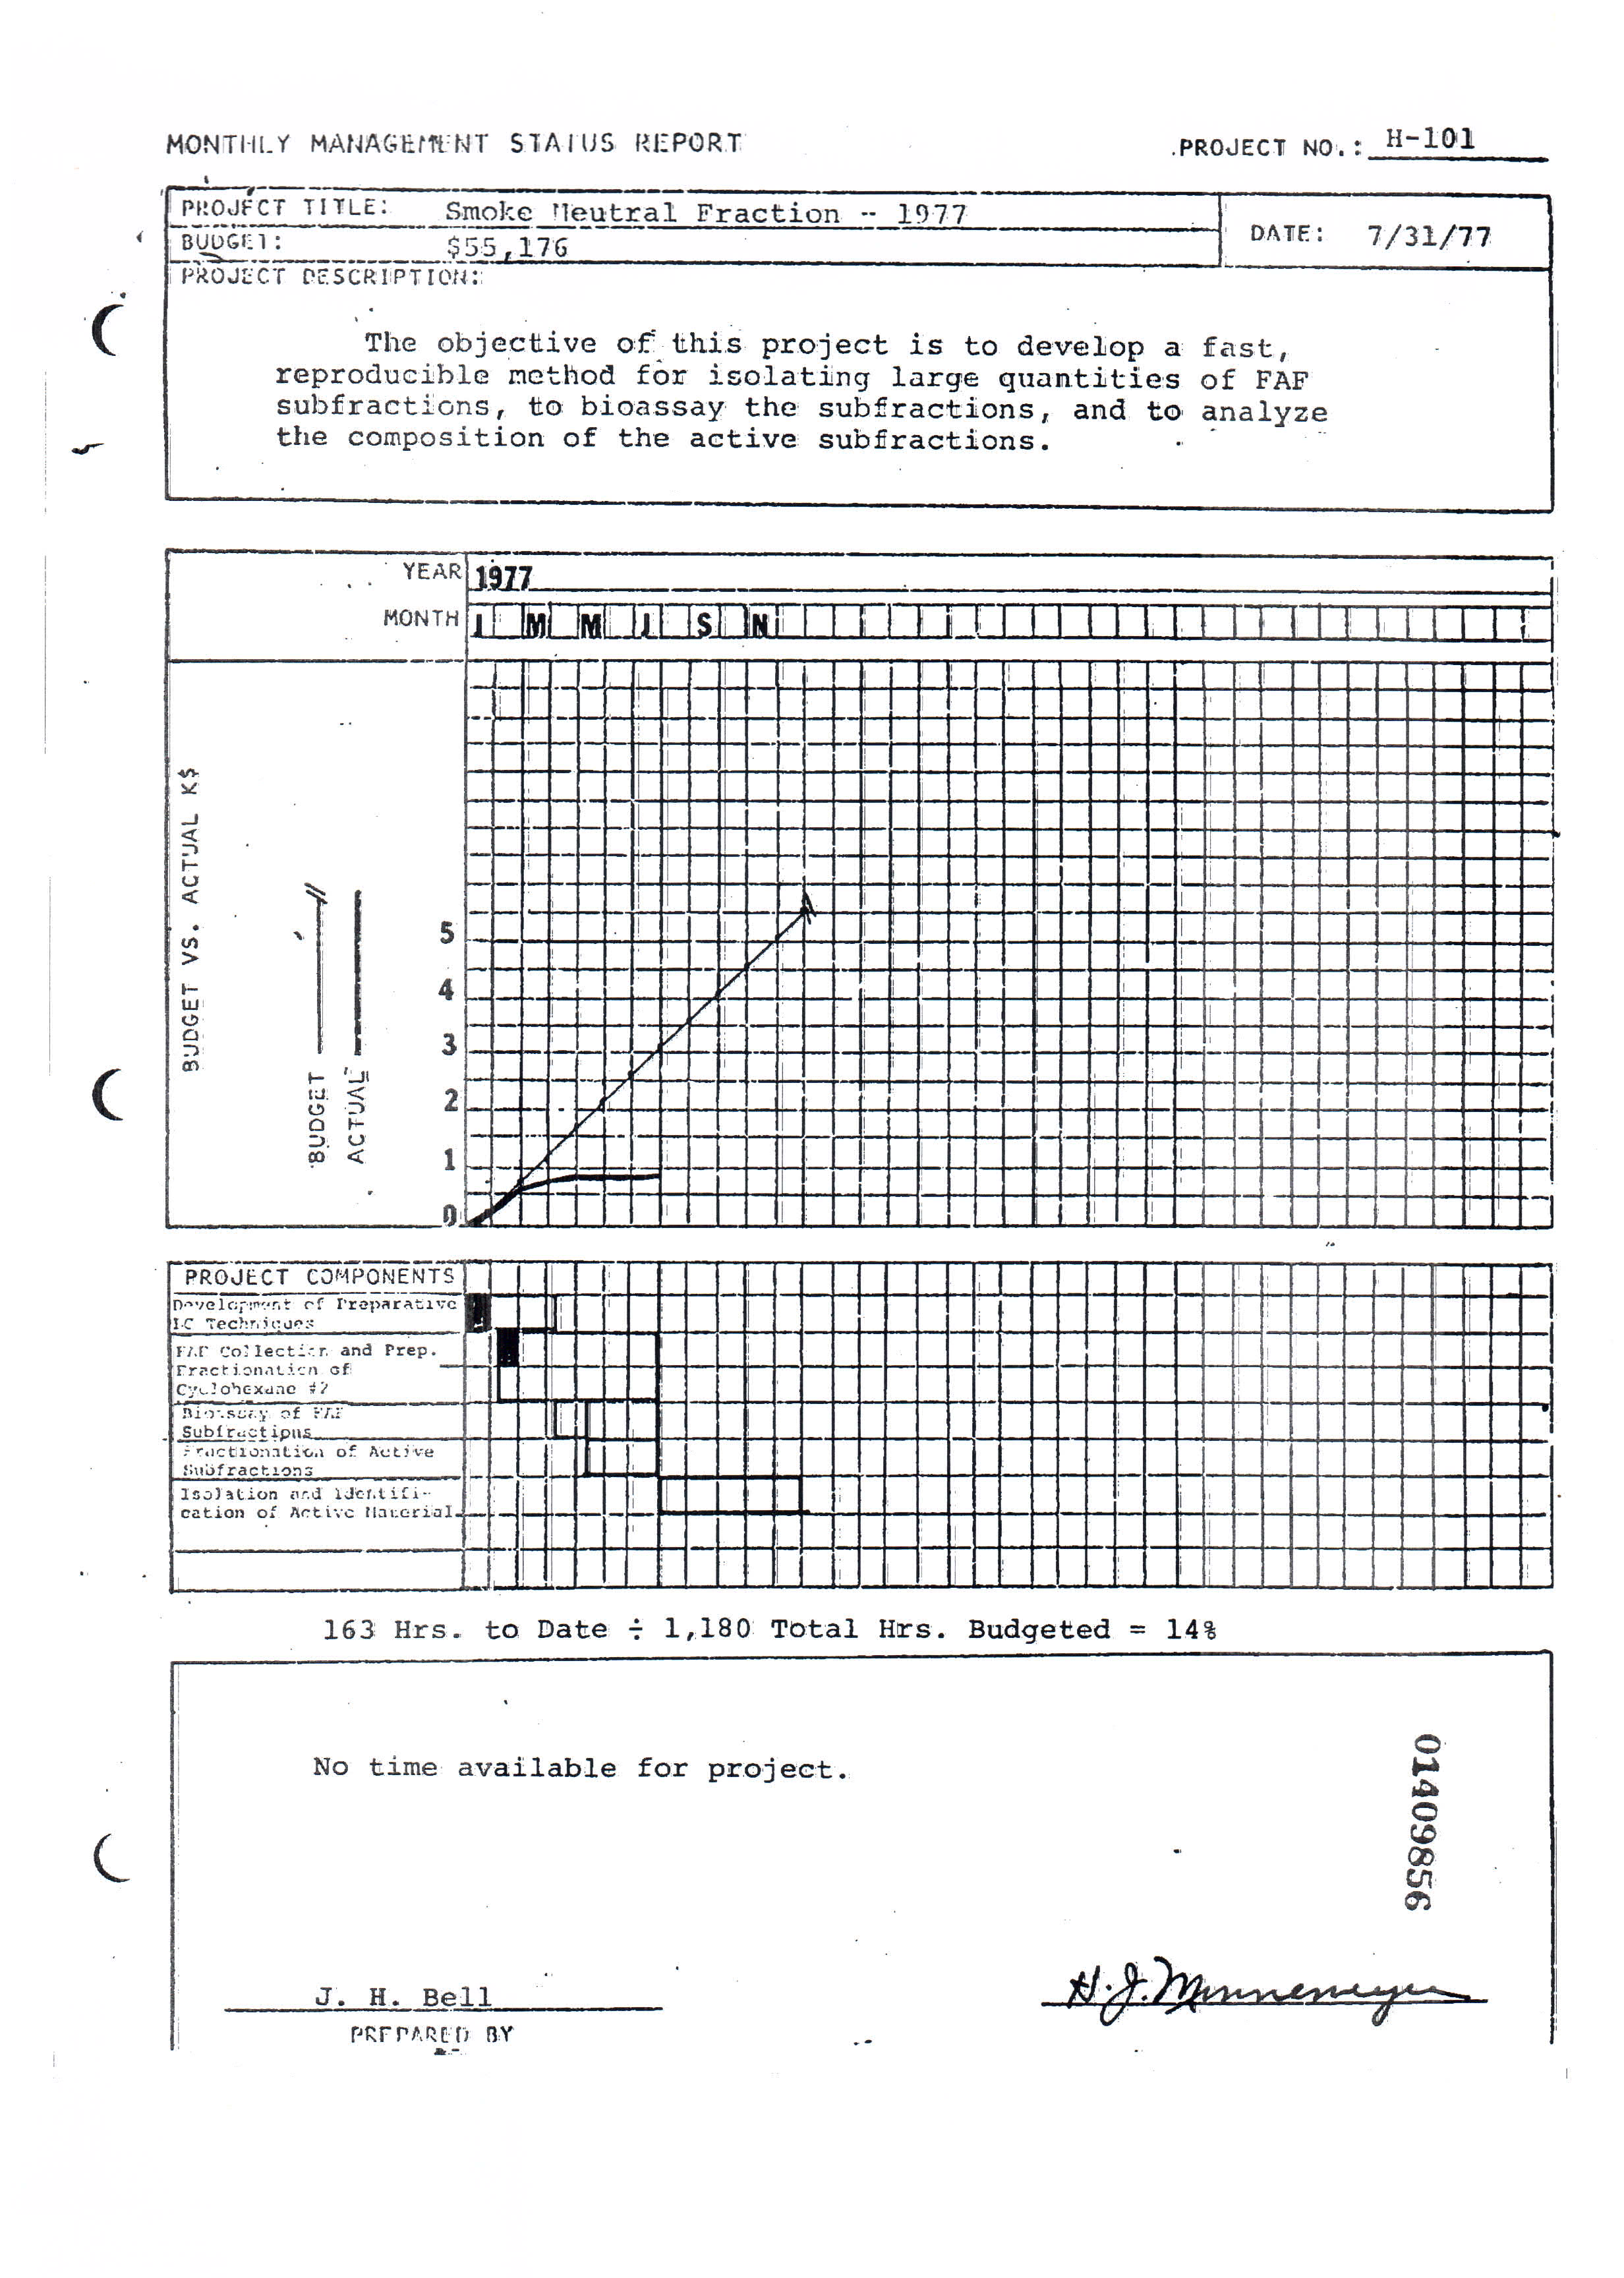 MONTHLY MANAGEMENT STATUS REPORT
PROJECT NO.: H-101
PROJECT TITLE: Smoke Neutral Fraction -- 1977
BUDGET: $55,176
DATE: 7/31/77
PROJECT DESCRIPTION:
The objective of this project is to develop a fast,
reproducible method for isolating large quantities of FAF
subfractions, to bioassay the subfractions, and to analyze
the composition of the active subfractions.
YEAR 1977
MONTH J M M J S N
BUDGET VS. ACTUAL K$
BUDGET
ACTUAL
5
4
3
2
1
0
PROJECT COMPONENTS
Development of Preparative
LC Techniques
FAF Collection and Prep.
Fractionation of
Cyclohexane #2
Bioassay of FAF
Subfractions
Fractionation of Active
Subfractions
Isolation and Identifi-
cation of Active Material
163 Hrs. to Date ÷ 1,180 Total Hrs. Budgeted = 14%
No time available for project.
01409856
J. H. Bell
H. J. Minnemeyer
PREPARED BY